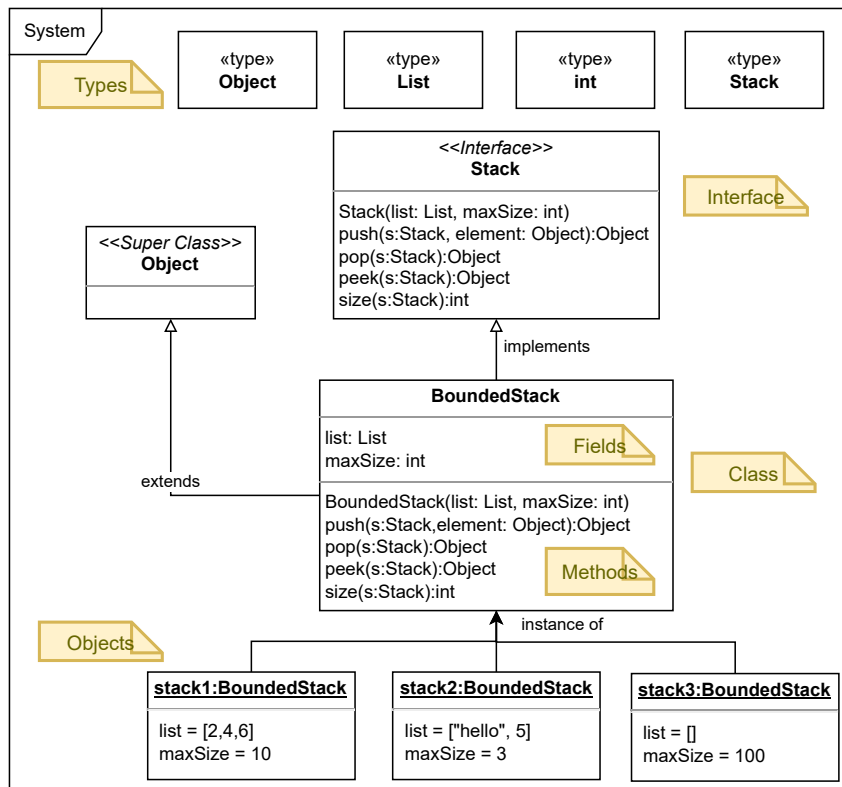 System
«type»
Object
«type»
List
«type»
int
«type»
Stack
Types
<<Interface>>
Stack
Stack(list: List, maxSize: int)
push(s:Stack, element: Object):Object
pop(s:Stack):Object
peek(s:Stack):Object
size(s:Stack):int
Interface
<<Super Class>>
Object
implements
extends
BoundedStack
list: List
maxSize: int
Fields
Class
BoundedStack(list: List, maxSize: int)
push(s:Stack,element: Object):Object
pop(s:Stack):Object
peek(s:Stack):Object
size(s:Stack):int
Methods
instance of
Objects
stack1:BoundedStack
list = [2,4,6]
maxSize = 10
stack2:BoundedStack
list = ["hello", 5]
maxSize = 3
stack3:BoundedStack
list = []
maxSize = 100